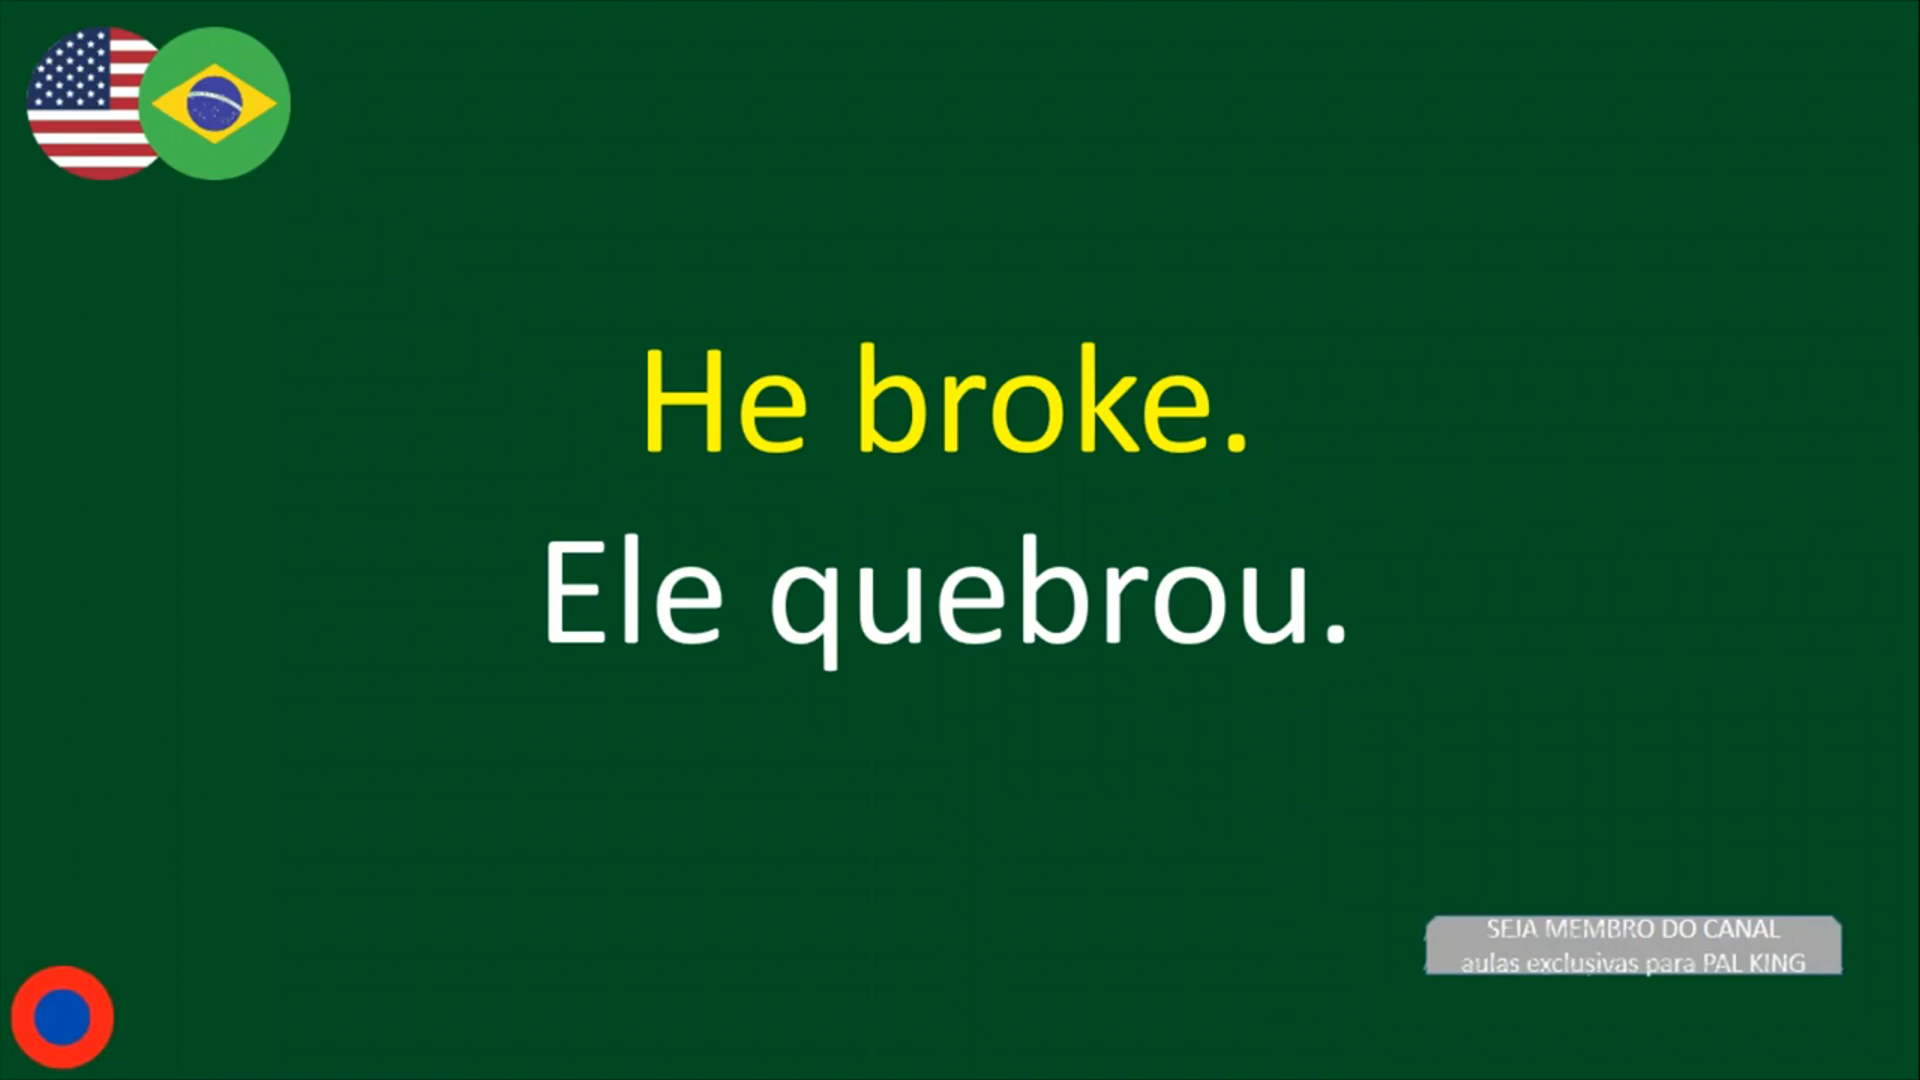 He broke.
Ele quebrou.
SEJA MEMBRO DO CANAL
aulas exclusivas para PAL KING